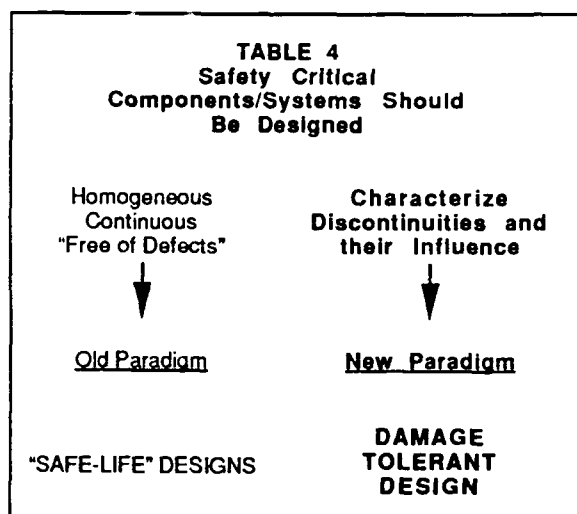 TABLE 4
Safety Critical
Components/Systems Should
Be Designed
Homogeneous
Continuous
"Free of Defects"
Characterize
Discontinuities and
their Influence
Old Paradigm
New Paradigm
"SAFE-LIFE" DESIGNS
DAMAGE
TOLERANT
DESIGN